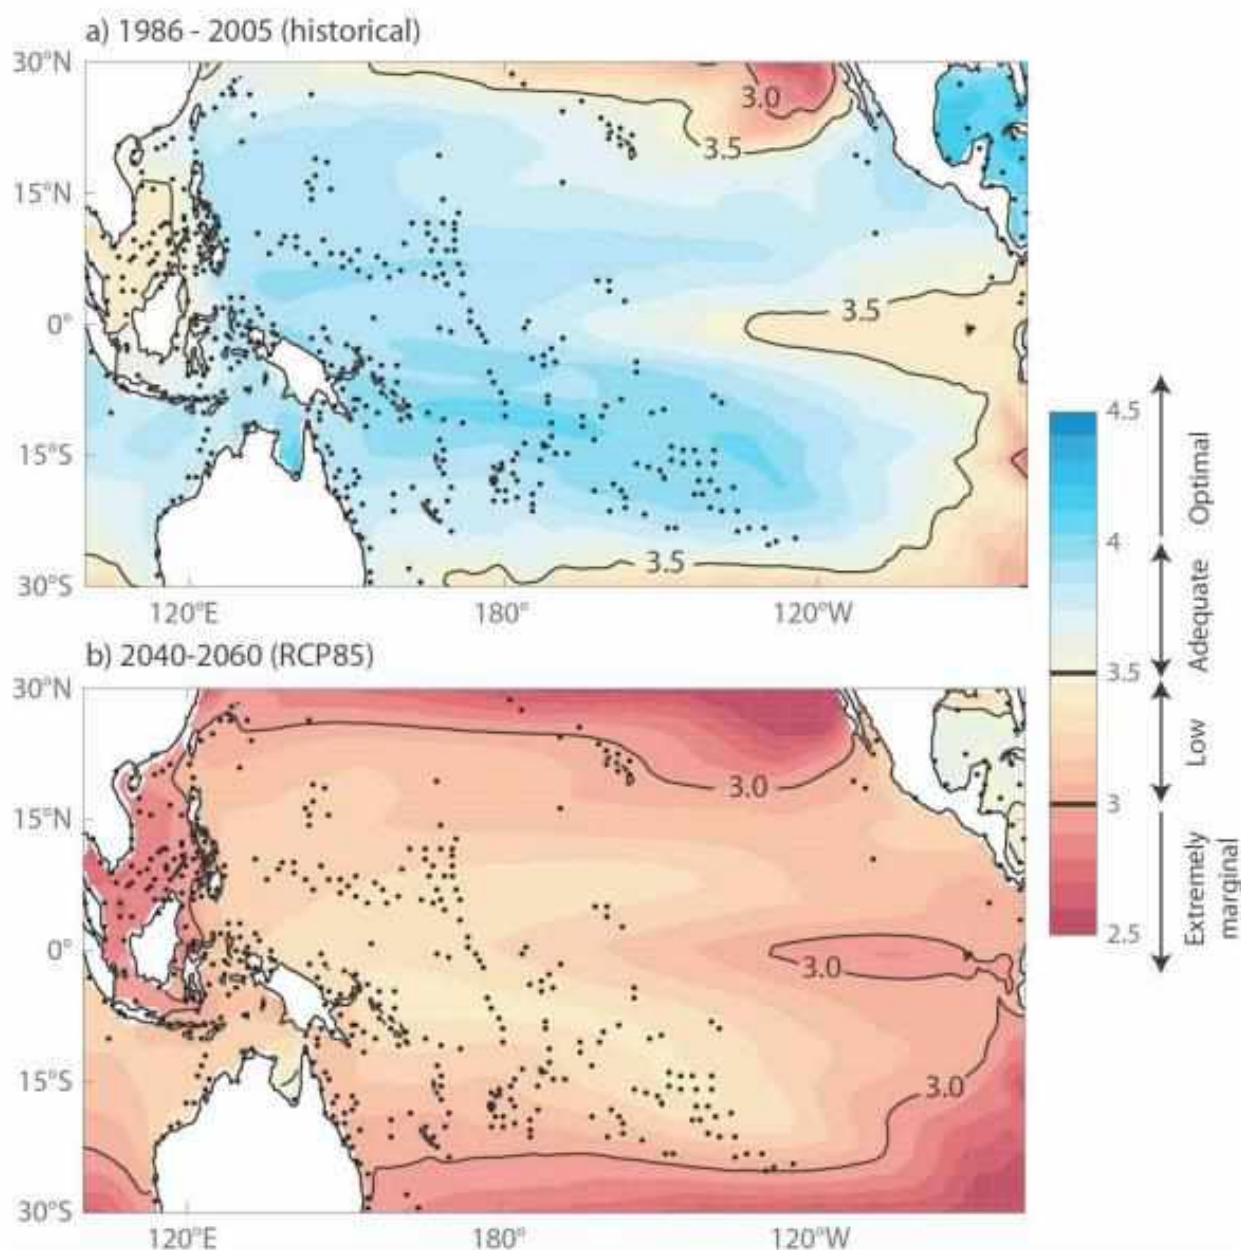 a) 1986 - 2005 (historical)
30°N
15°N
0°
15°S
30°S
3.0
3.5
3.5
3.5
120°E
180°
120°W
b) 2040-2060 (RCP85)
30°N
15°N
0°
15°S
30°S
3.0
3.0
3.0
120°E
180°
120°W
4.5
4
3.5
3
2.5
Optimal
Adequate
Low
Extremely
marginal